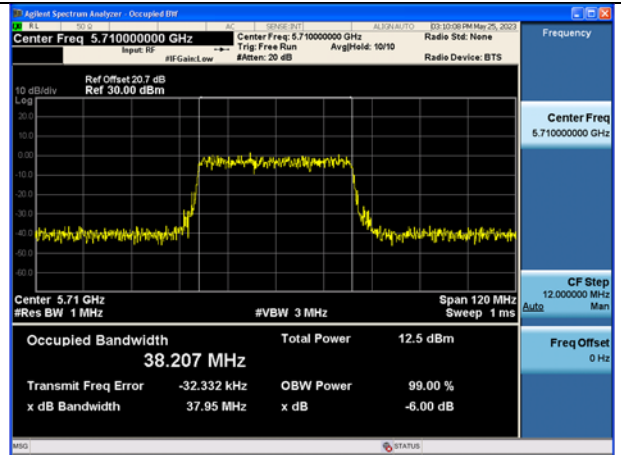 Agilent Spectrum Analyzer - Occupied BW
RL 50 Ω AC SENSE:INT ALIGN AUTO 03:10:08 PM May 25, 2023
Center Freq 5.710000000 GHz Center Freq: 5.710000000 GHz Radio Std: None
Input: RF Trig: Free Run Avg|Hold: 10/10
#IFGain:Low #Atten: 20 dB Radio Device: BTS
Frequency
Ref Offset 20.7 dB
10 dB/div Ref 30.00 dBm
Log
20.0
10.0
0.00
-10.0
-20.0
-30.0
-40.0
-50.0
-60.0
Center Freq
5.710000000 GHz
Center 5.71 GHz Span 120 MHz
#Res BW 1 MHz #VBW 3 MHz Sweep 1 ms
CF Step
12.000000 MHz
Auto Man
Occupied Bandwidth Total Power 12.5 dBm
38.207 MHz
Transmit Freq Error -32.332 kHz OBW Power 99.00 %
x dB Bandwidth 37.95 MHz x dB -6.00 dB
Freq Offset
0 Hz
MSG STATUS